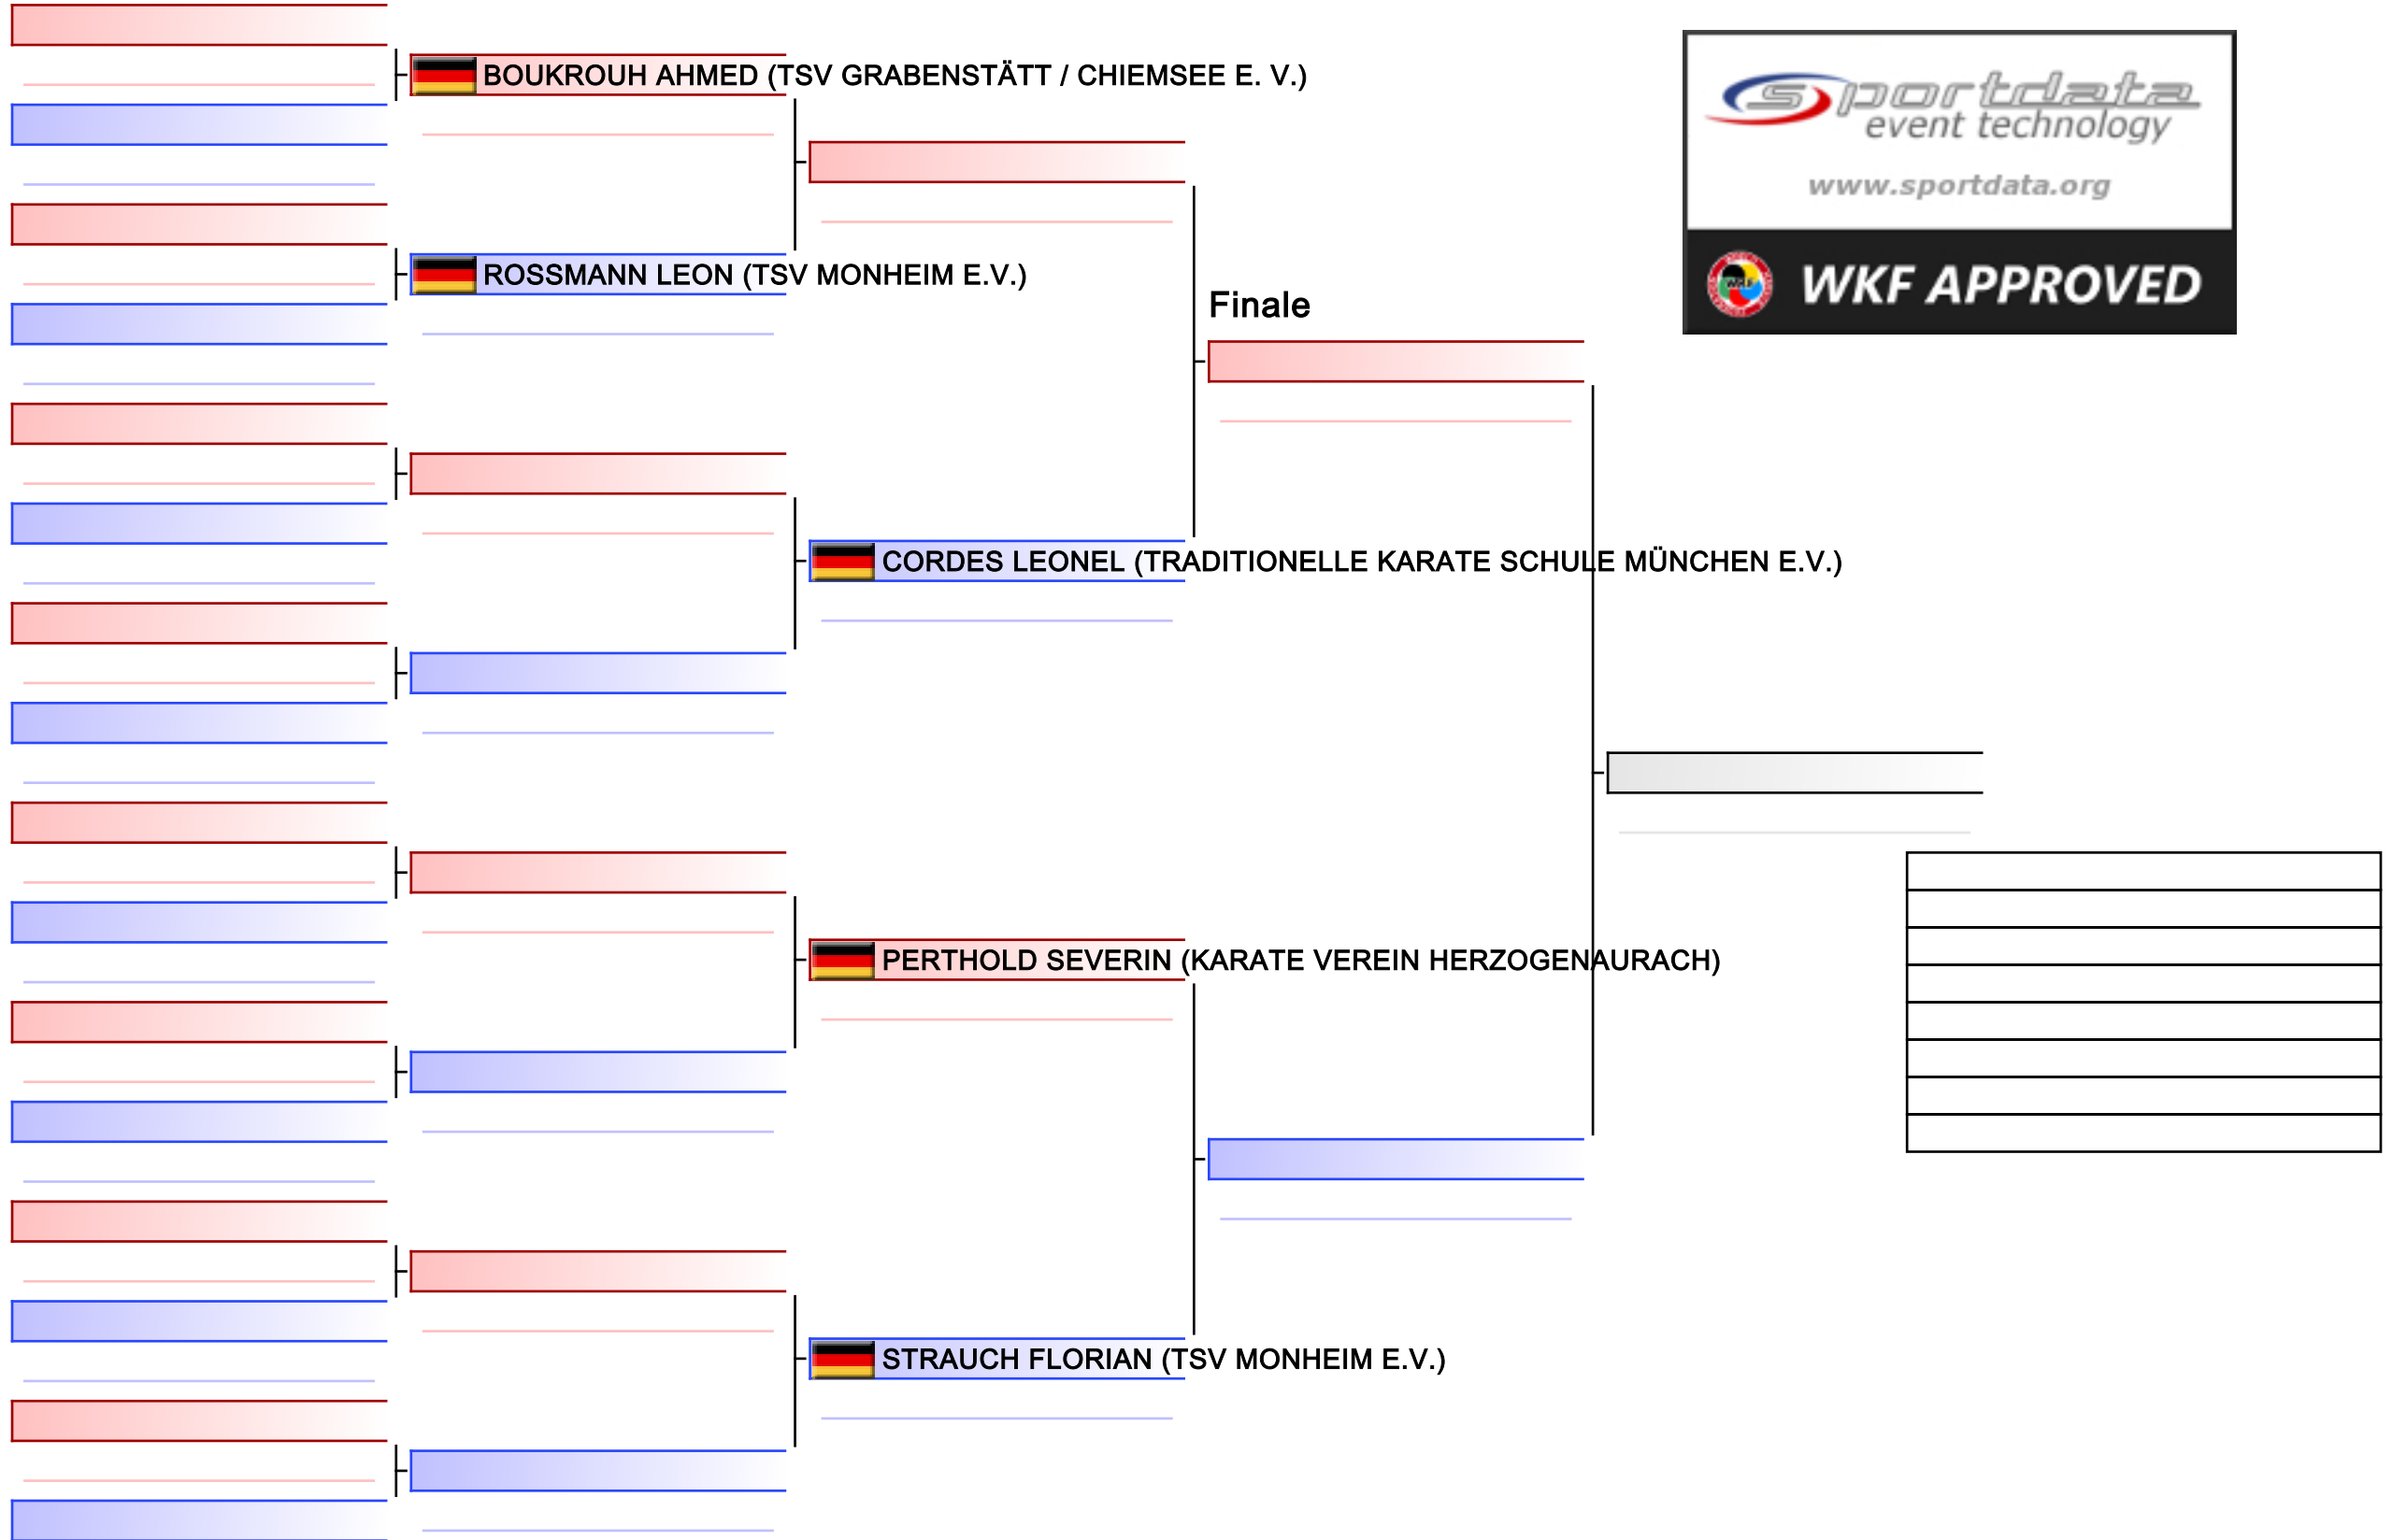 BOUKROUH AHMED (TSV GRABENSTÄTT / CHIEMSEE E. V.)
sportdata
event technology
www.sportdata.org
WKF APPROVED
WKF
ROSSMANN LEON (TSV MONHEIM E.V.)
Finale
CORDES LEONEL (TRADITIONELLE KARATE SCHULE MÜNCHEN E.V.)
PERTHOLD SEVERIN (KARATE VEREIN HERZOGENAURACH)
STRAUCH FLORIAN (TSV MONHEIM E.V.)